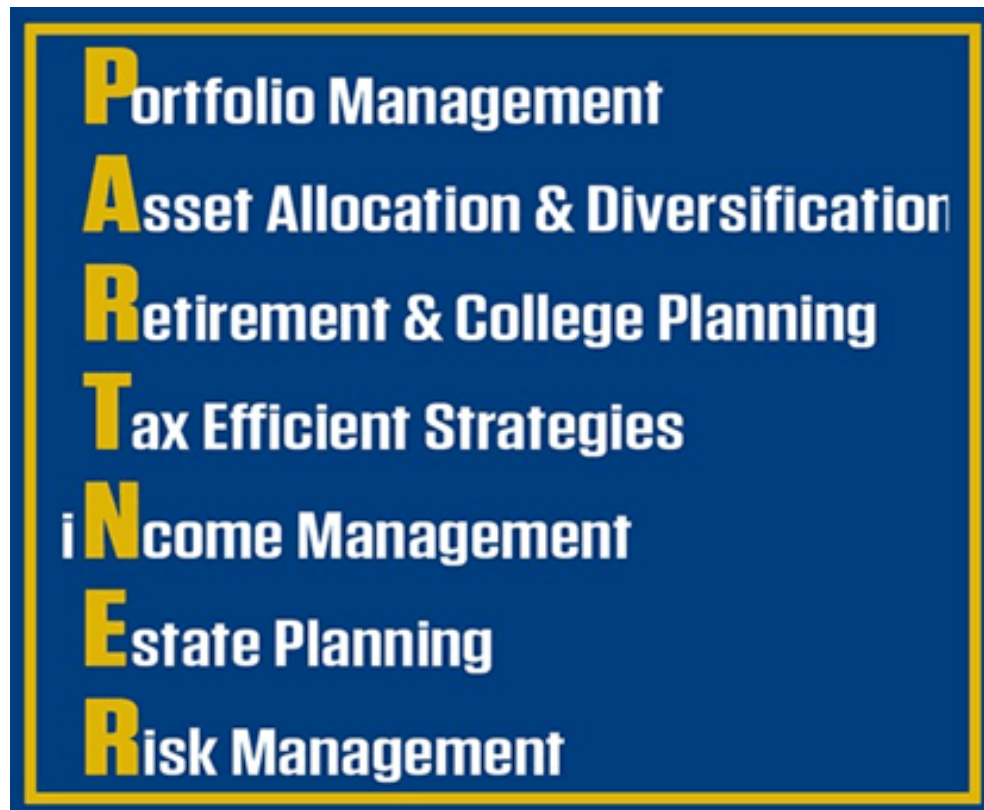 Portfolio Management
Asset Allocation & Diversification
Retirement & College Planning
Tax Efficient Strategies
iNcome Management
Estate Planning
Risk Management